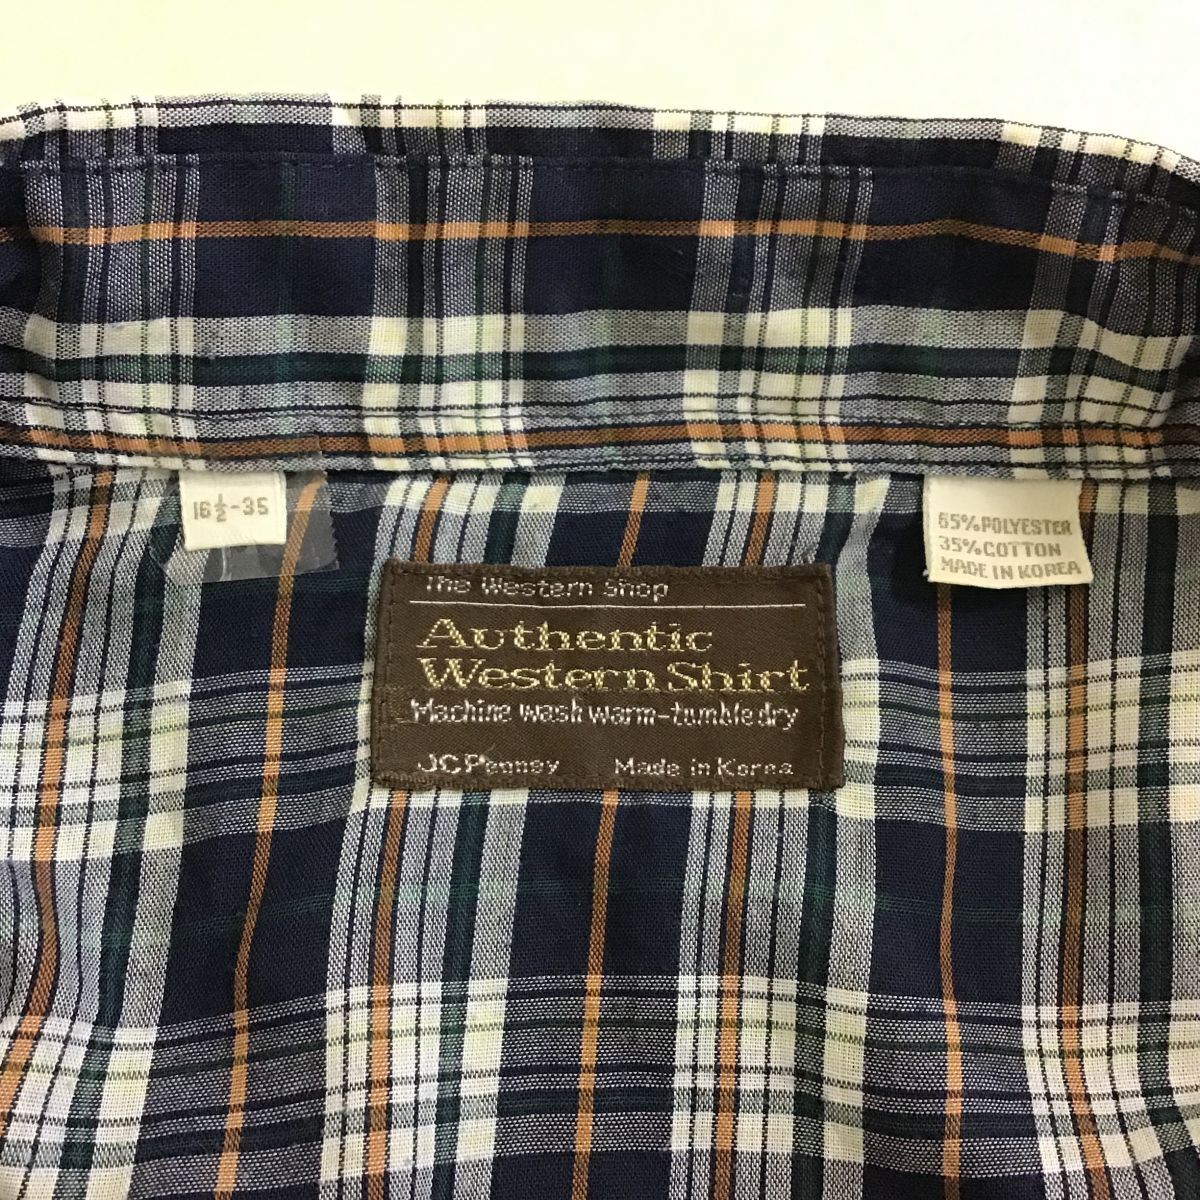 16½-35
65% POLYESTER
35% COTTON
MADE IN KOREA
The Western Shop
Authentic
Western Shirt
Machine wash warm-tumble dry
JCPenney Made in Korea